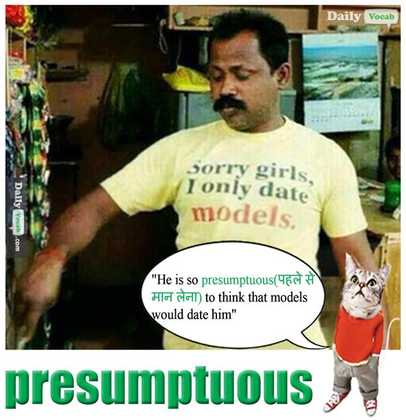 Daily Vocab
Sorry girls,
I only date
models.
Daily Vocab .com
"He is so presumptuous(पहले से
मान लेना) to think that models
would date him"
presumptuous